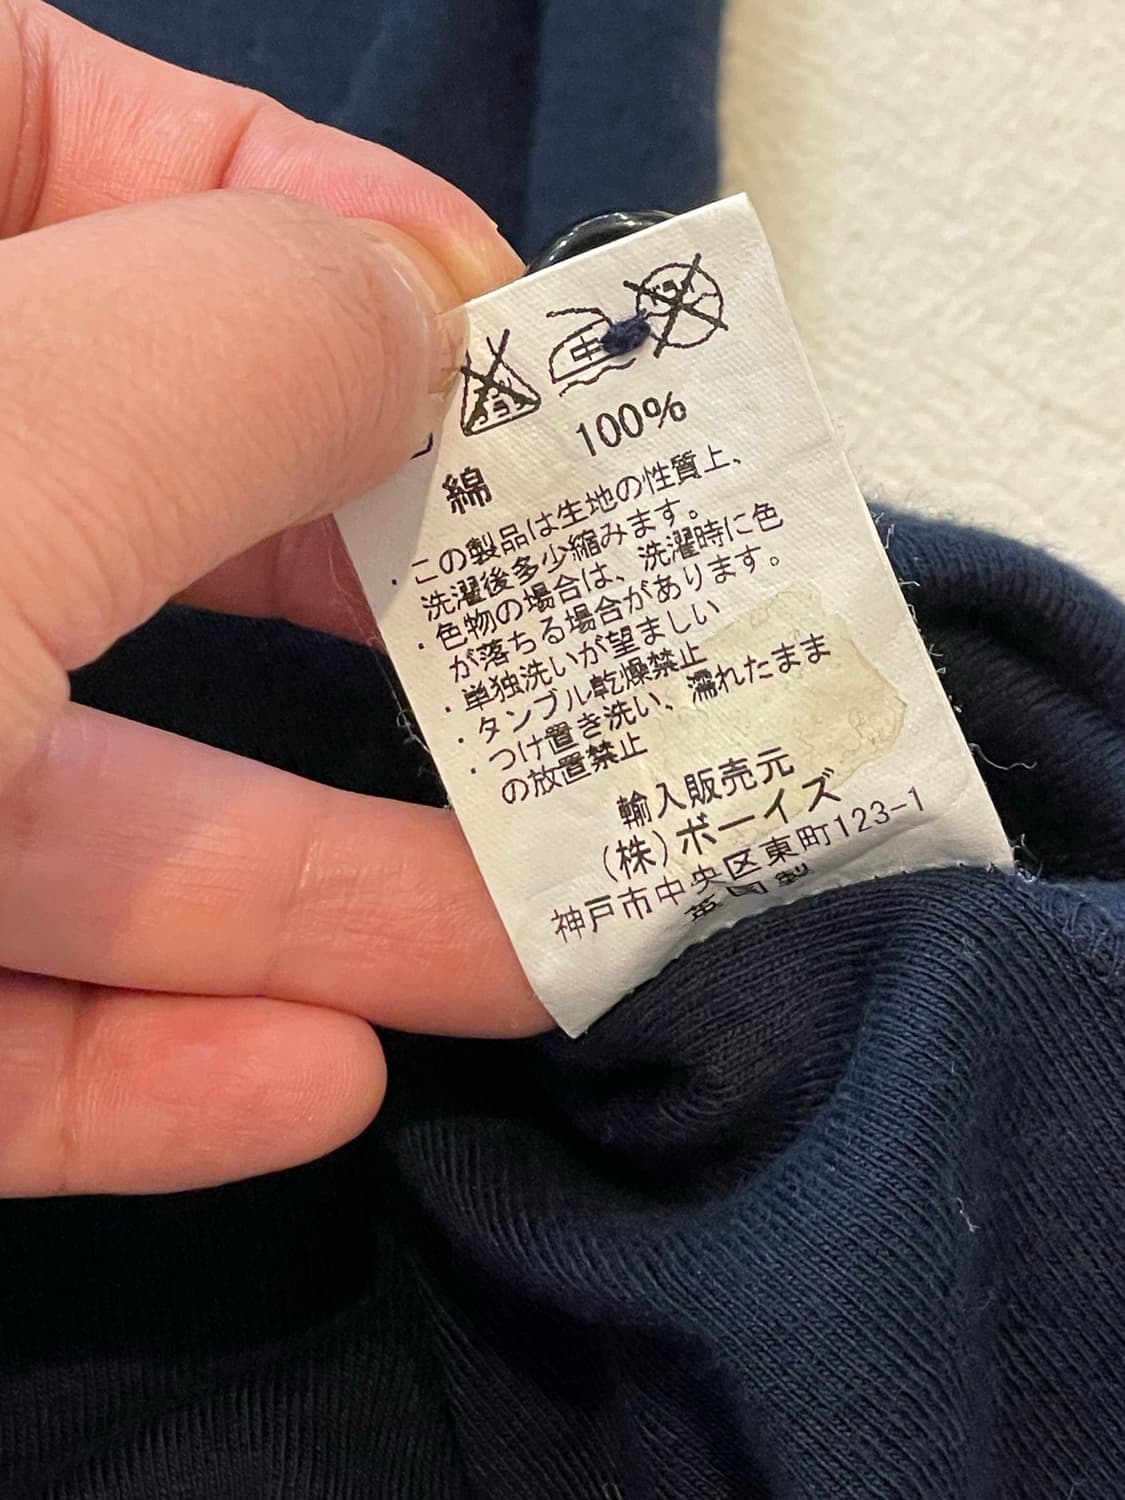 中
綿 100%
・この製品は生地の性質上、
洗濯後多少縮みます。
・色物の場合は、洗濯時に色
が落ちる場合があります。
・単独洗いが望ましい
・タンブル乾燥禁止
・つけ置き洗い、濡れたまま
の放置禁止
輸入販売元
(株)ボーイズ
神戸市中央区東町123-1
英国製